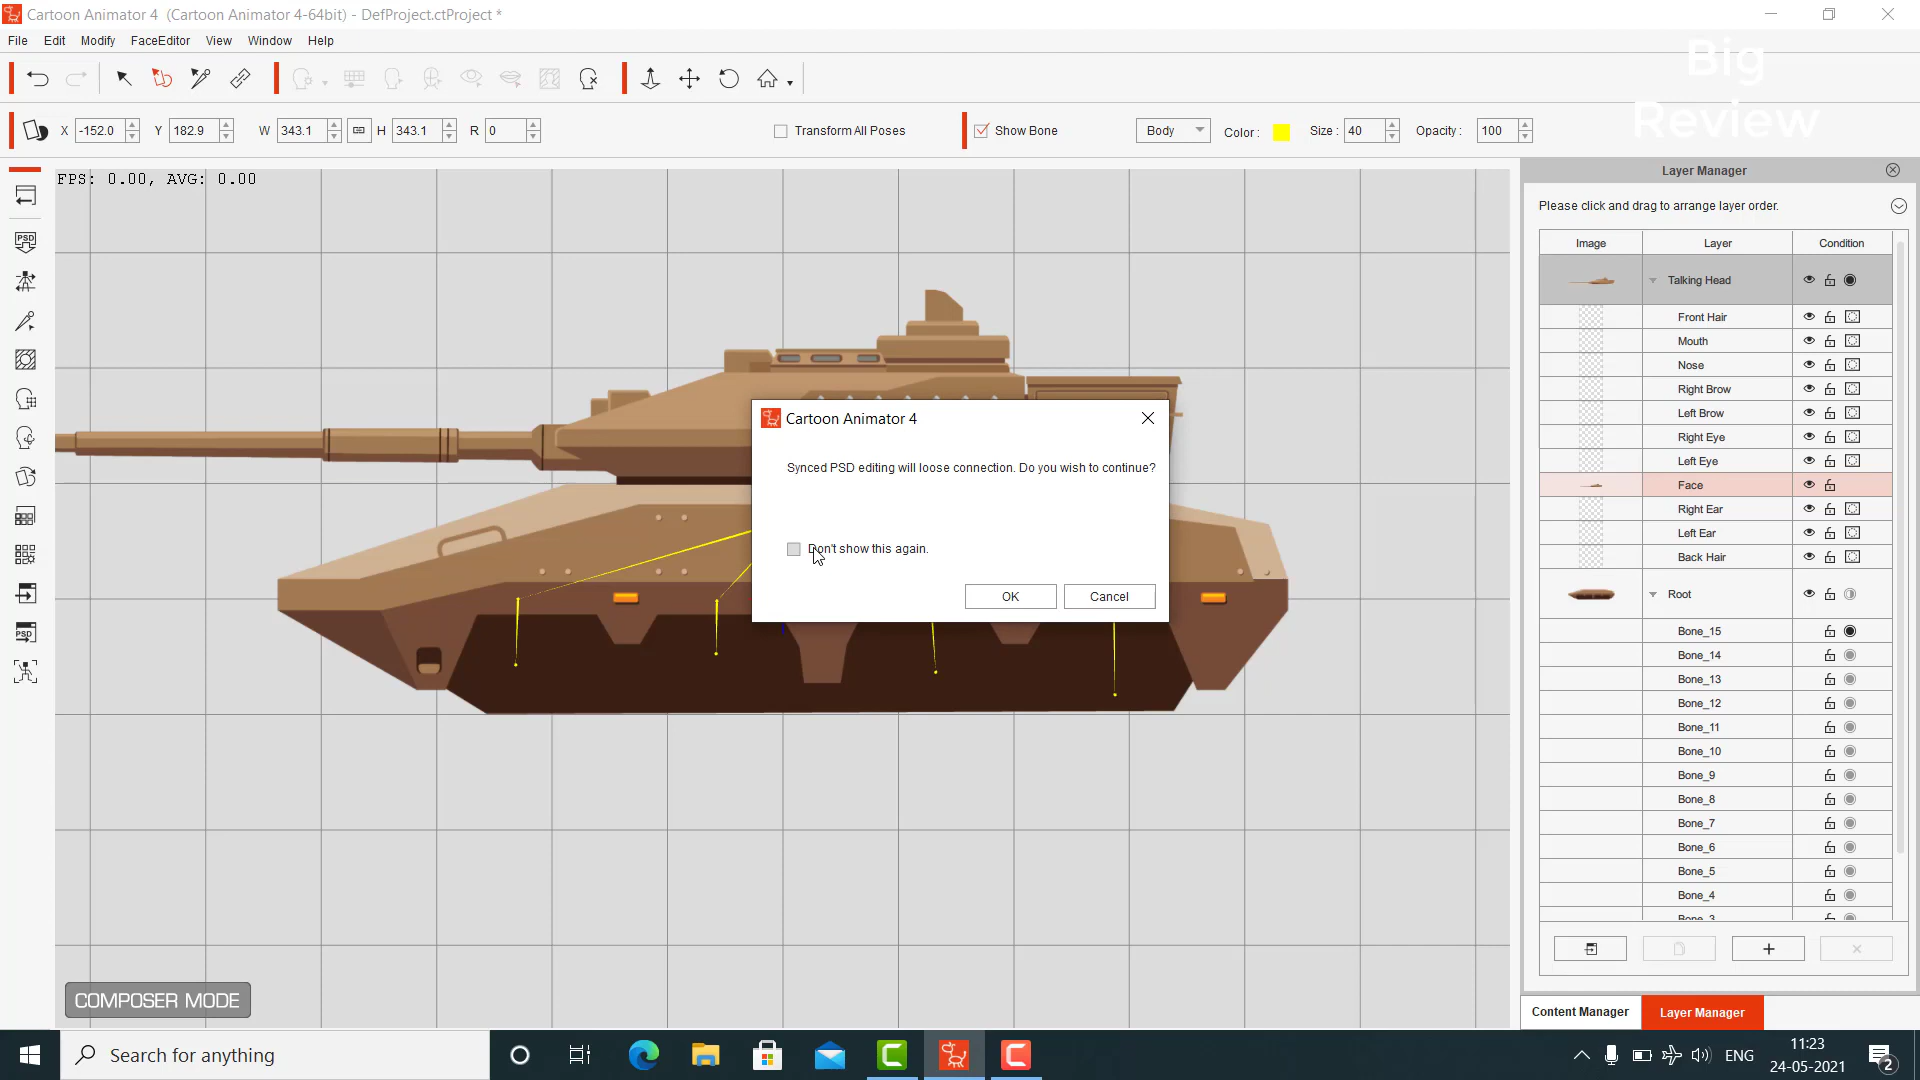 Cartoon Animator 4  (Cartoon Animator 4-64bit) - DefProject.ctProject *
File Edit Modify FaceEditor View Window Help
Big
Review
X -152.0 Y 182.9 W 343.1 H 343.1 R 0 Transform All Poses Show Bone Body Color : Size : 40 Opacity : 100
FPS: 0.00, AVG: 0.00
PSD
PSD
Cartoon Animator 4
Synced PSD editing will loose connection. Do you wish to continue?
Don't show this again.
OK Cancel
COMPOSER MODE
Layer Manager
Please click and drag to arrange layer order.
Image Layer Condition
Talking Head
Front Hair
Mouth
Nose
Right Brow
Left Brow
Right Eye
Left Eye
Face
Right Ear
Left Ear
Back Hair
Root
Bone_15
Bone_14
Bone_13
Bone_12
Bone_11
Bone_10
Bone_9
Bone_8
Bone_7
Bone_6
Bone_5
Bone_4
Bone_3
Content Manager Layer Manager
Search for anything
ENG
11:23
24-05-2021
2